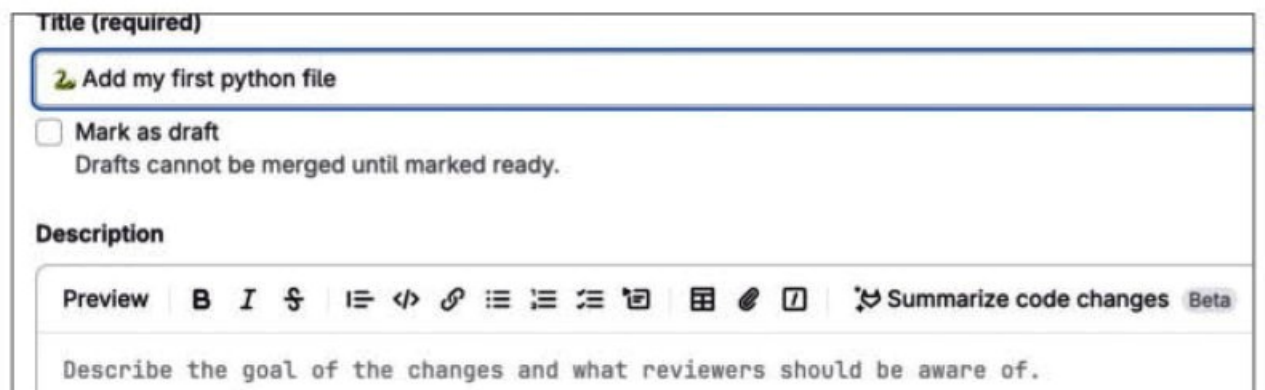 Title (required)
🐍 Add my first python file
Mark as draft
Drafts cannot be merged until marked ready.
Description
Preview B I S Summarize code changes Beta
Describe the goal of the changes and what reviewers should be aware of.